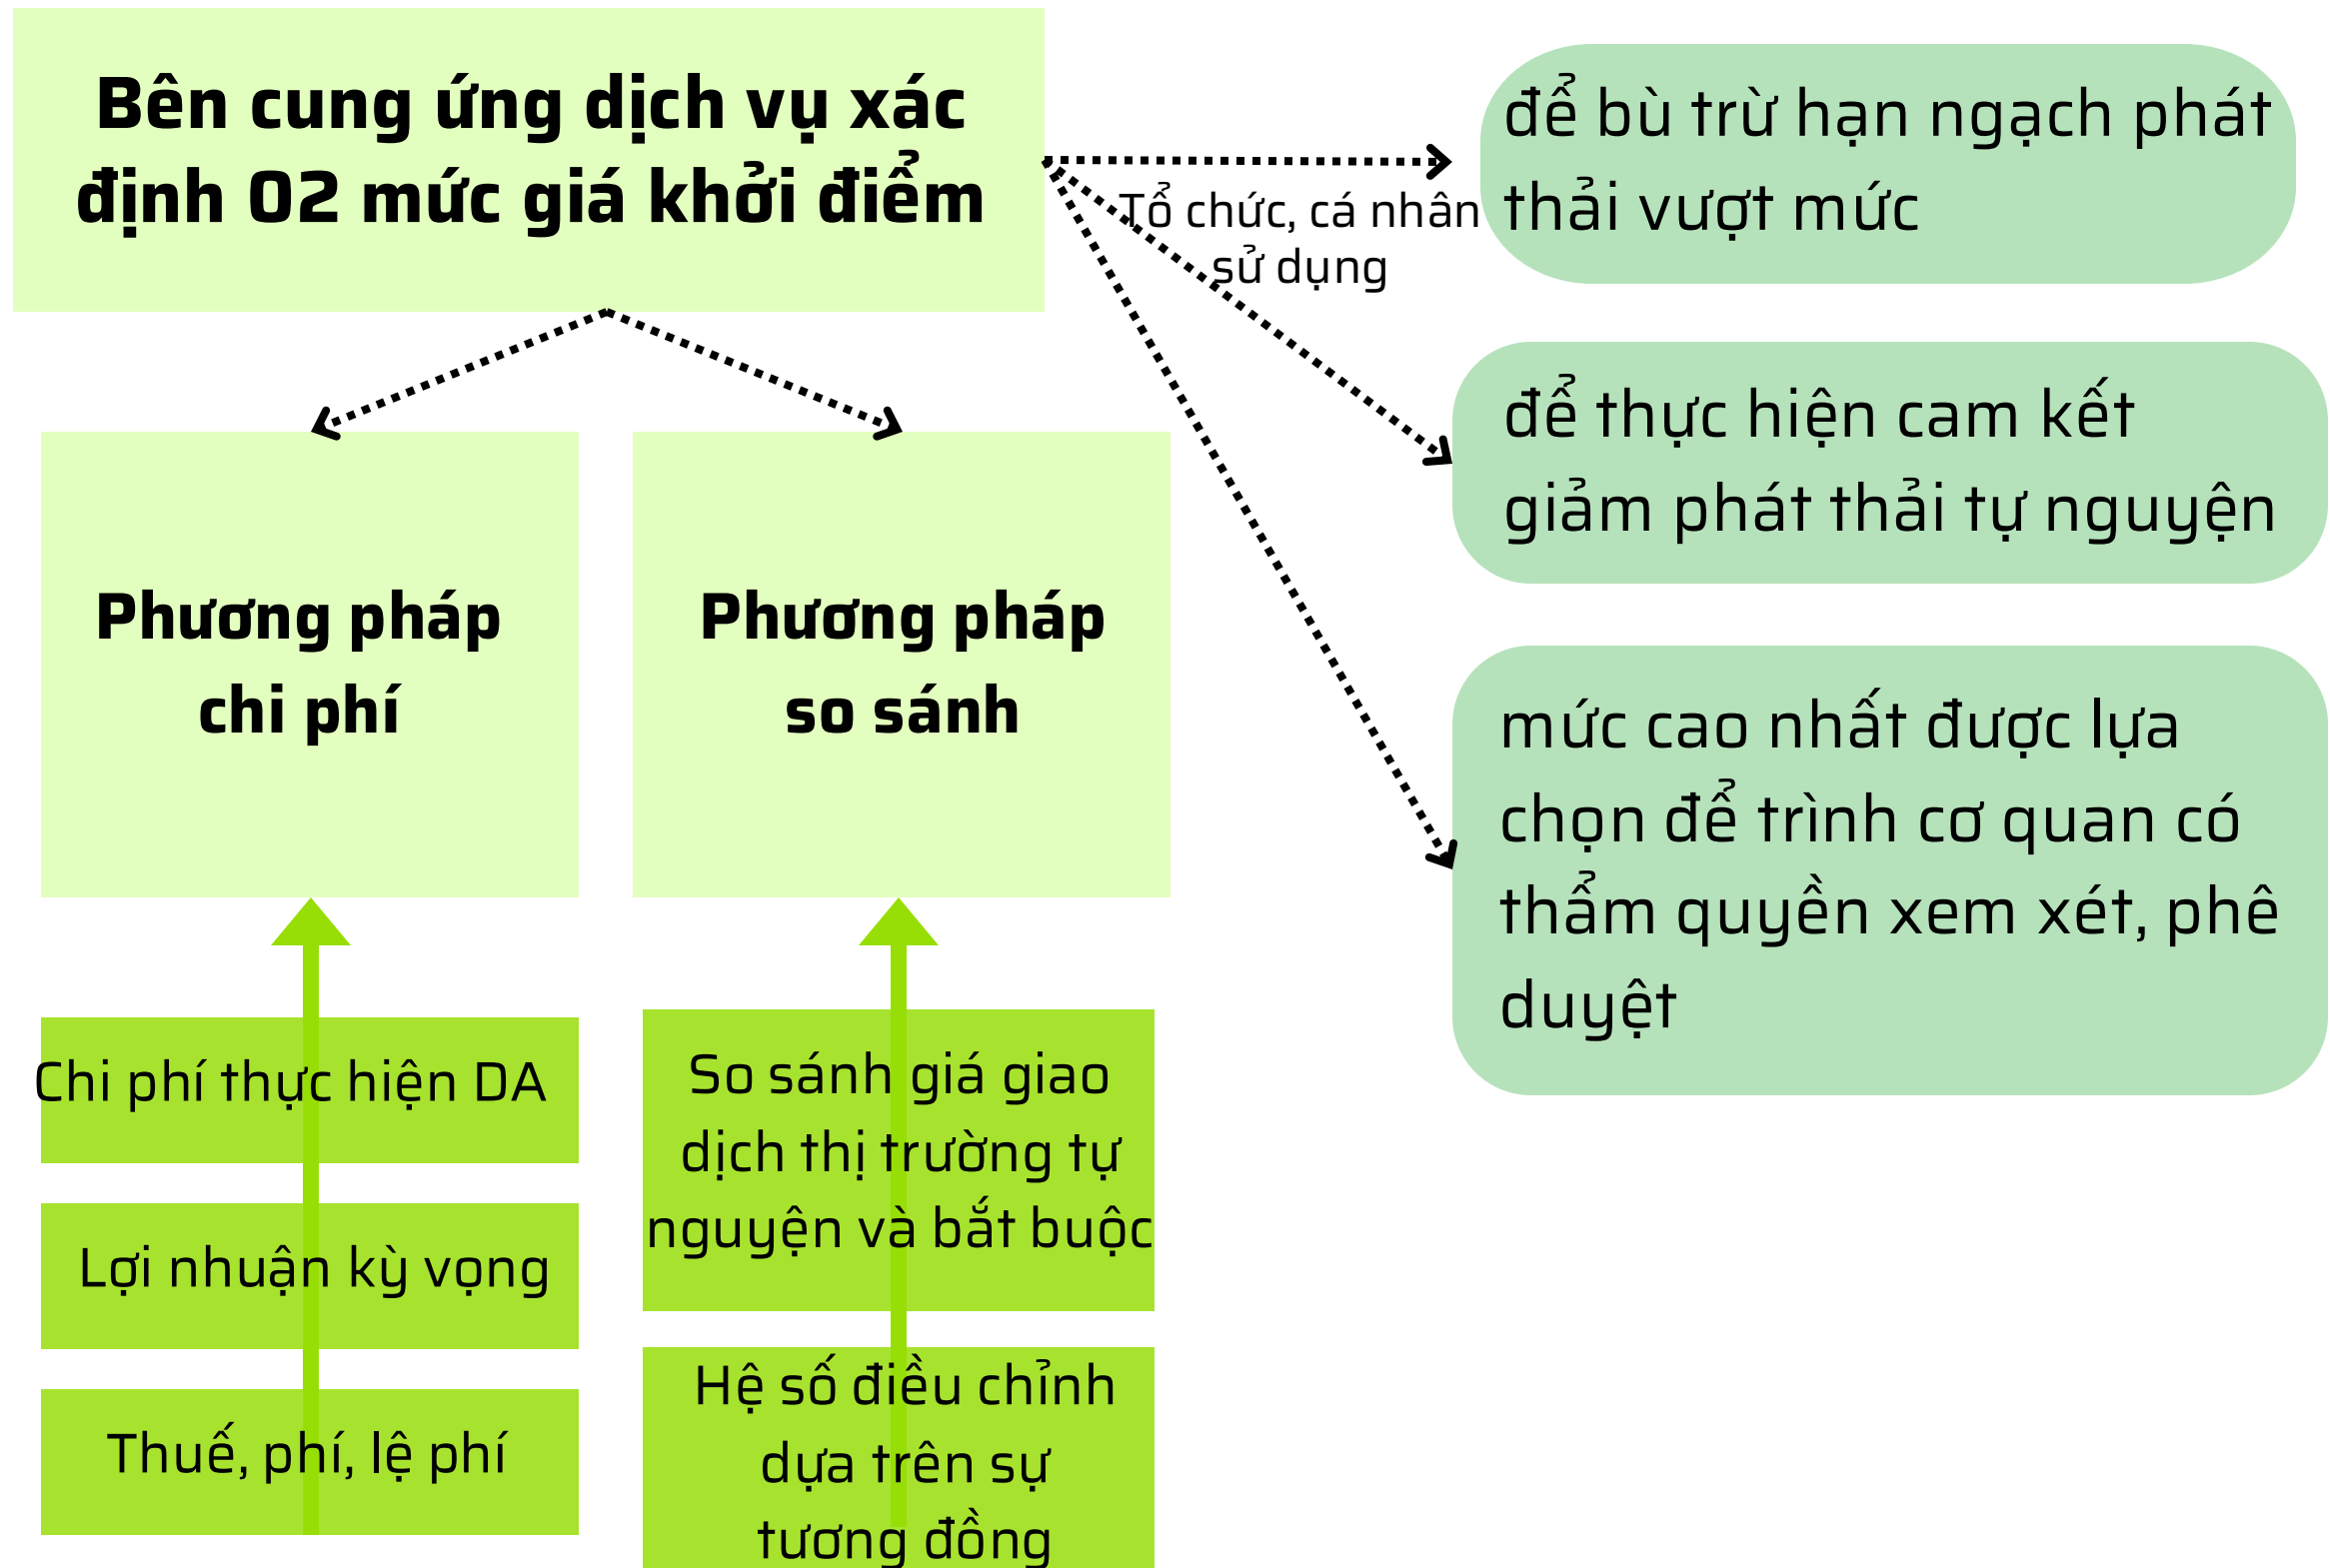 Bên cung ứng dịch vụ xác
định 02 mức giá khởi điểm
Tổ chức, cá nhân
sử dụng
để bù trừ hạn ngạch phát
thải vượt mức
để thực hiện cam kết
giảm phát thải tự nguyện
mức cao nhất được lựa
chọn để trình cơ quan có
thẩm quyền xem xét, phê
duyệt
Phương pháp
chi phí
Phương pháp
so sánh
Chi phí thực hiện DA
Lợi nhuận kỳ vọng
Thuế, phí, lệ phí
So sánh giá giao
dịch thị trường tự
nguyện và bắt buộc
Hệ số điều chỉnh
dựa trên sự
tương đồng